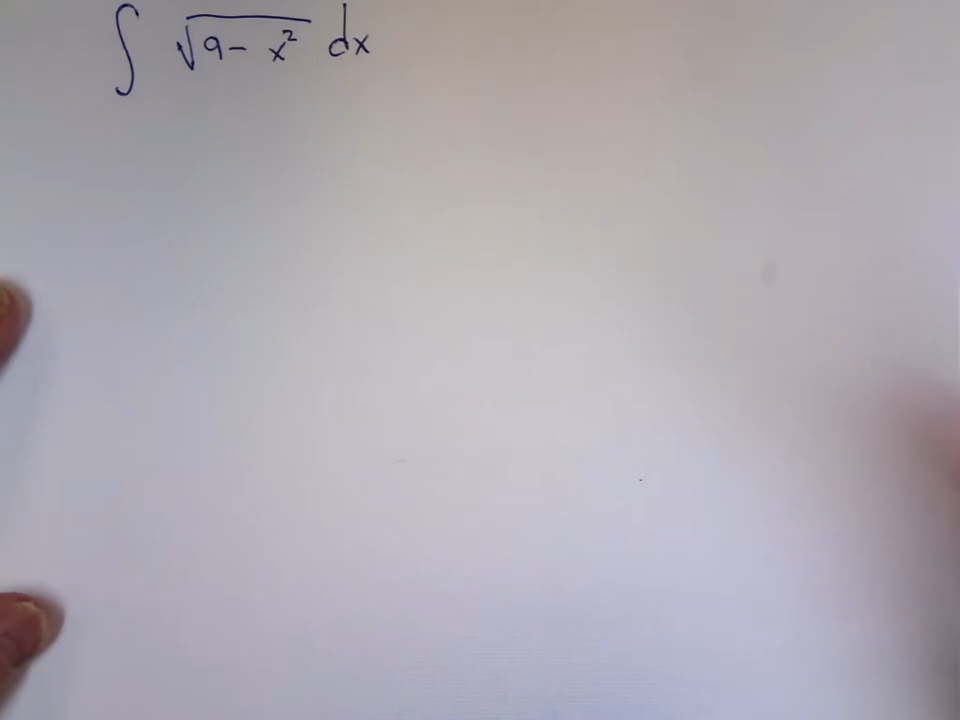 ∫ √9 - x² dx